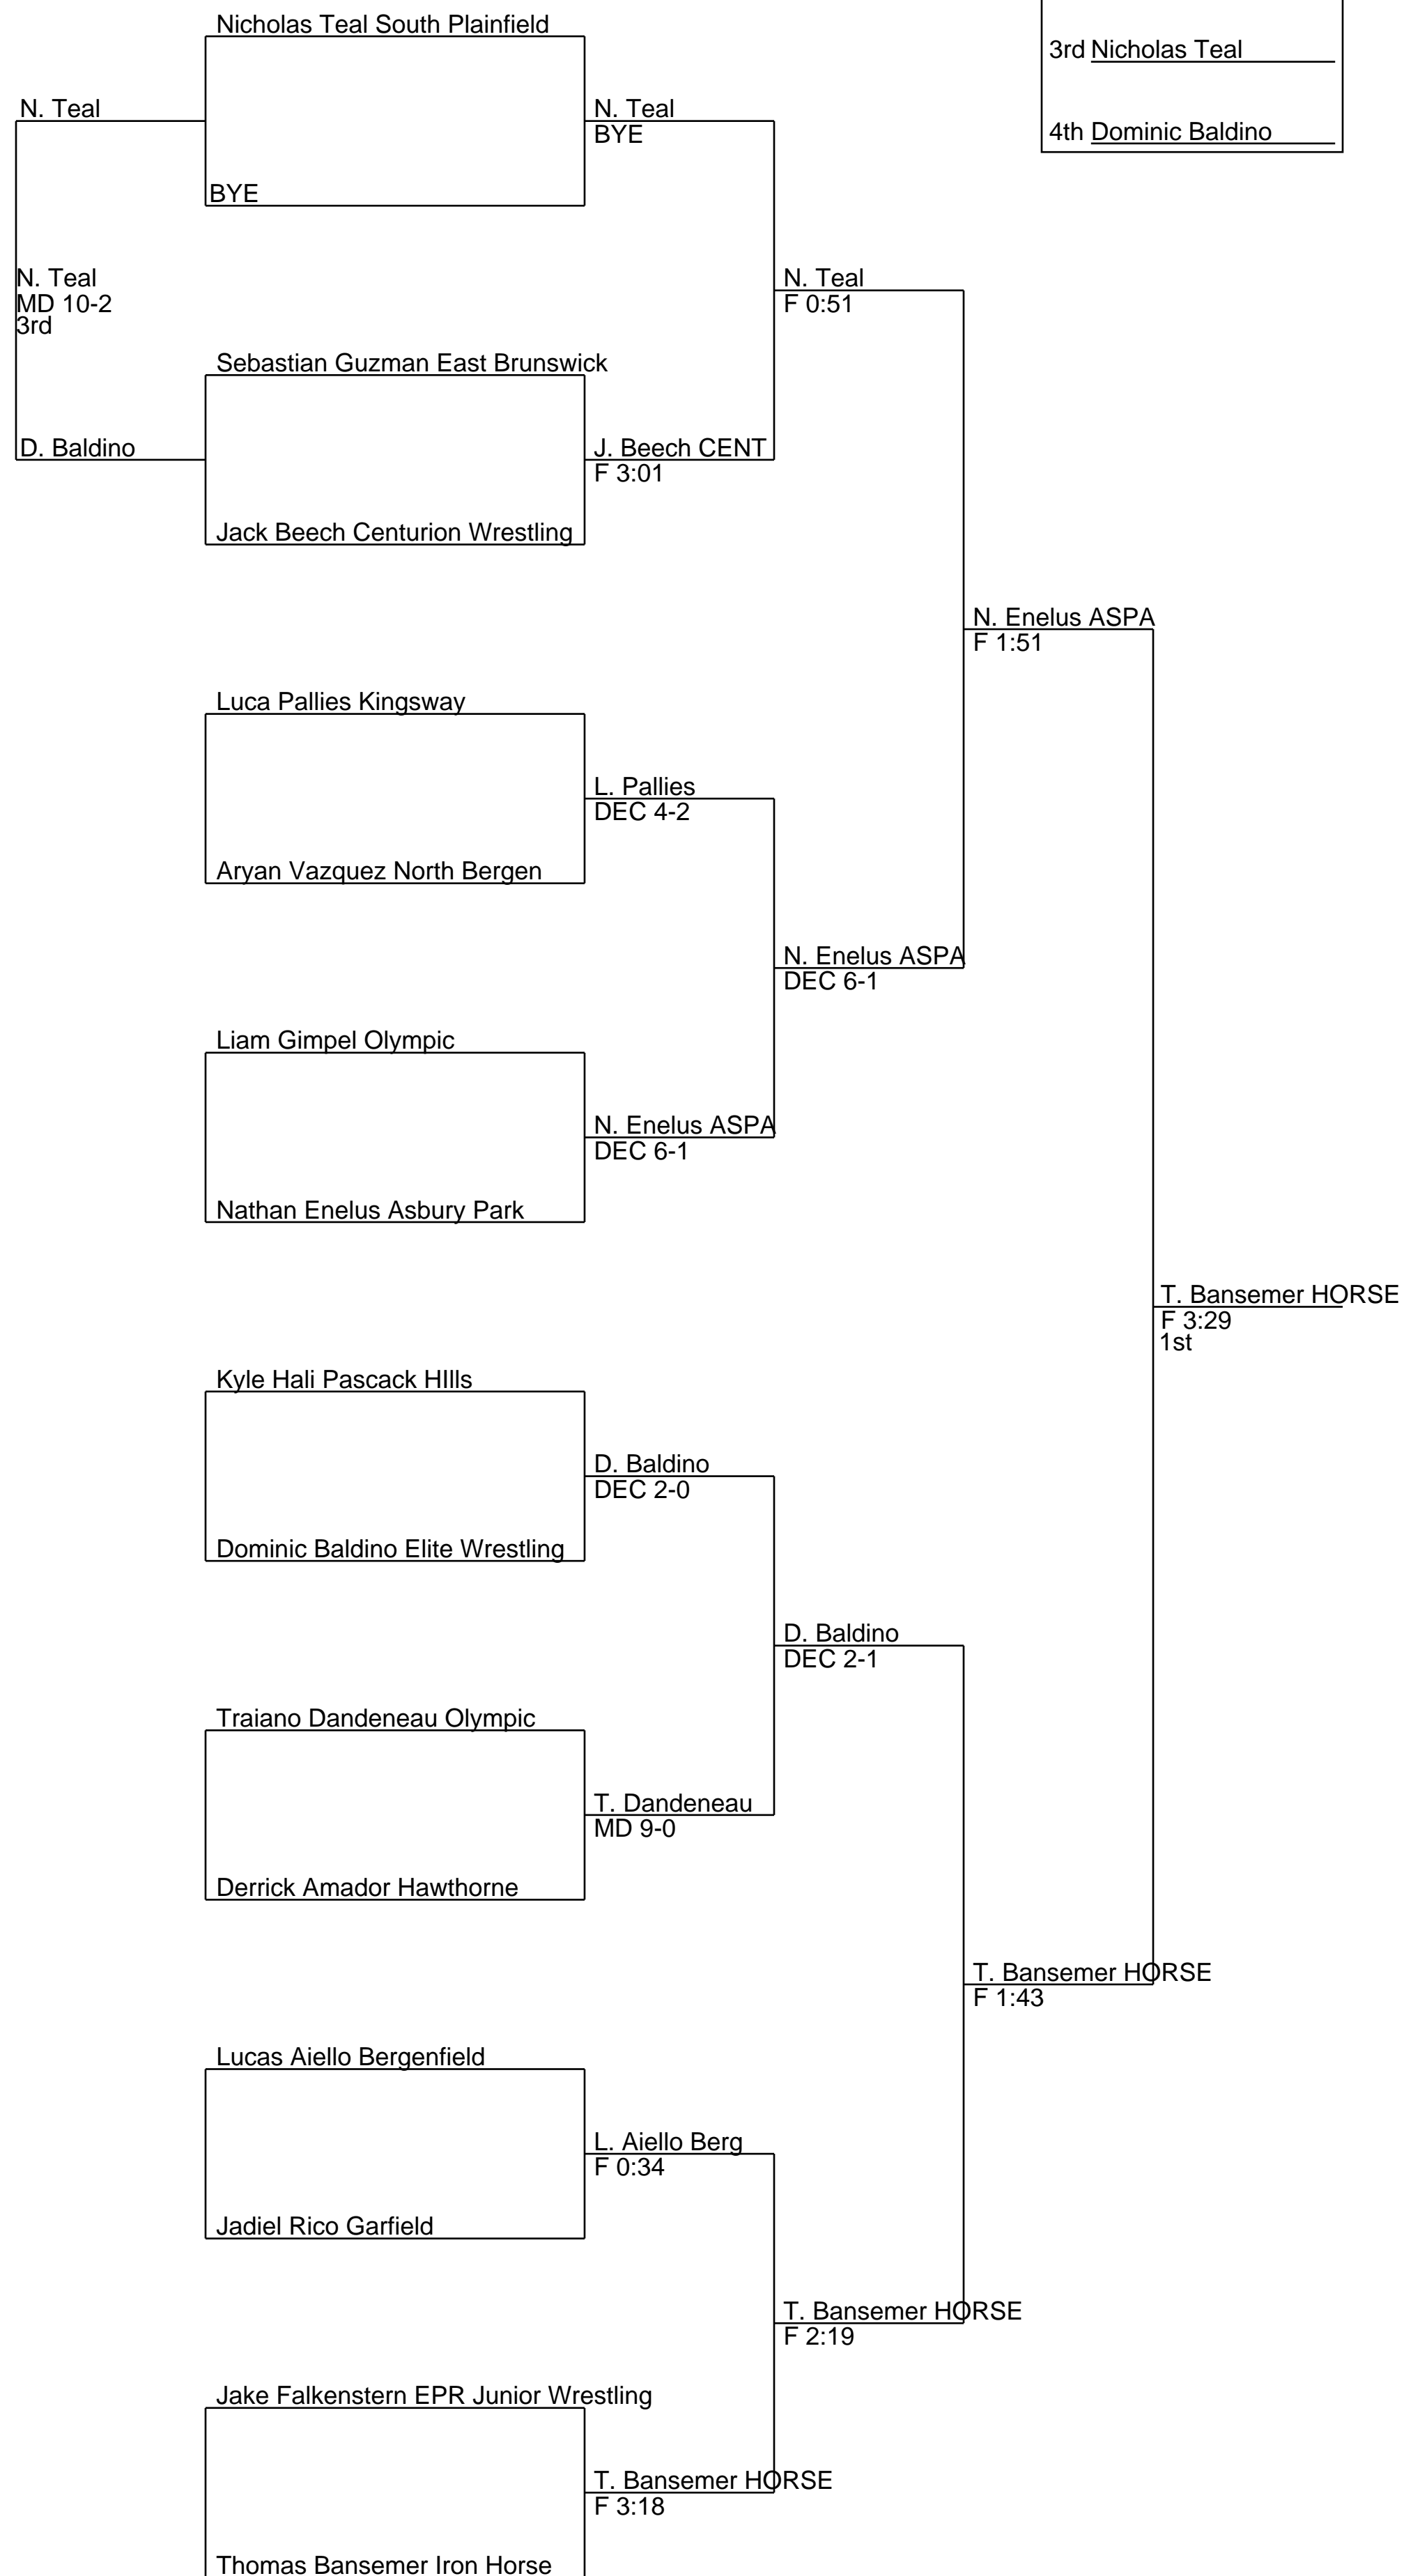 Nicholas Teal South Plainfield
3rd Nicholas Teal
N. Teal
N. Teal
BYE
4th Dominic Baldino
BYE
N. Teal
MD 10-2
3rd
N. Teal
F 0:51
Sebastian Guzman East Brunswick
D. Baldino
J. Beech CENT
F 3:01
Jack Beech Centurion Wrestling
N. Enelus ASPA
F 1:51
Luca Pallies Kingsway
L. Pallies
DEC 4-2
Aryan Vazquez North Bergen
N. Enelus ASPA
DEC 6-1
Liam Gimpel Olympic
N. Enelus ASPA
DEC 6-1
Nathan Enelus Asbury Park
T. Bansemer HORSE
F 3:29
1st
Kyle Hali Pascack HIlls
D. Baldino
DEC 2-0
Dominic Baldino Elite Wrestling
D. Baldino
DEC 2-1
Traiano Dandeneau Olympic
T. Dandeneau
MD 9-0
Derrick Amador Hawthorne
T. Bansemer HORSE
F 1:43
Lucas Aiello Bergenfield
L. Aiello Berg
F 0:34
Jadiel Rico Garfield
T. Bansemer HORSE
F 2:19
Jake Falkenstern EPR Junior Wrestling
T. Bansemer HORSE
F 3:18
Thomas Bansemer Iron Horse